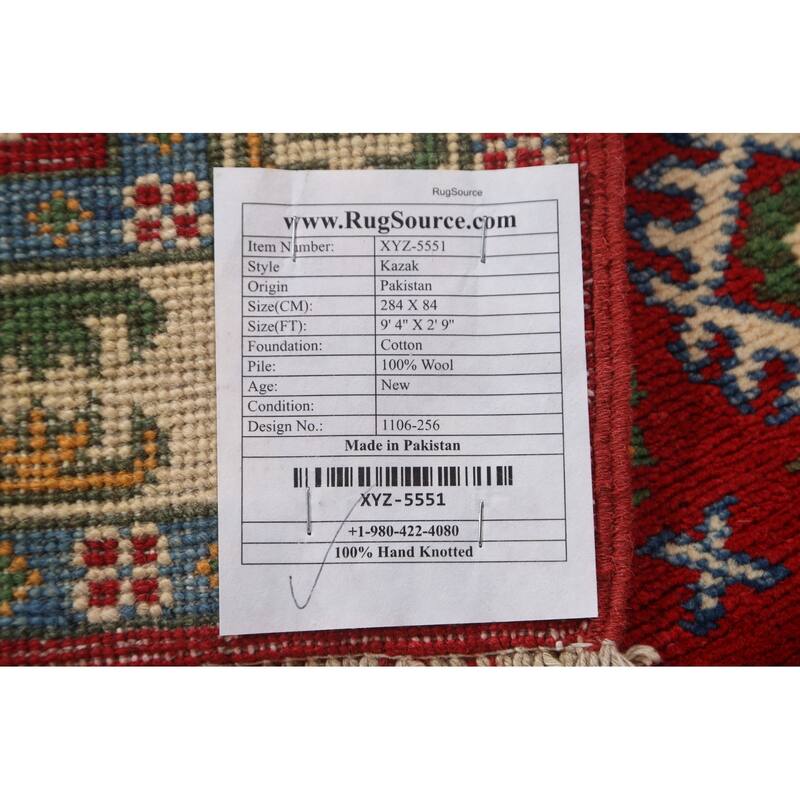 RugSource
www.RugSource.com
Item Number: XYZ-5551
Style Kazak
Origin Pakistan
Size(CM): 284 X 84
Size(FT): 9' 4" X 2' 9"
Foundation: Cotton
Pile: 100% Wool
Age: New
Condition:
Design No.: 1106-256
Made in Pakistan
XYZ-5551
+1-980-422-4080
100% Hand Knotted